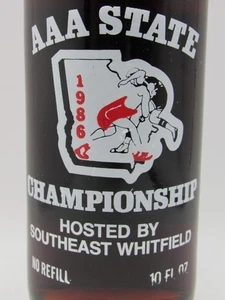 AAA STATE
1986
CHAMPIONSHIP
HOSTED BY
SOUTHEAST WHITFIELD
NO REFILL 10 FL OZ